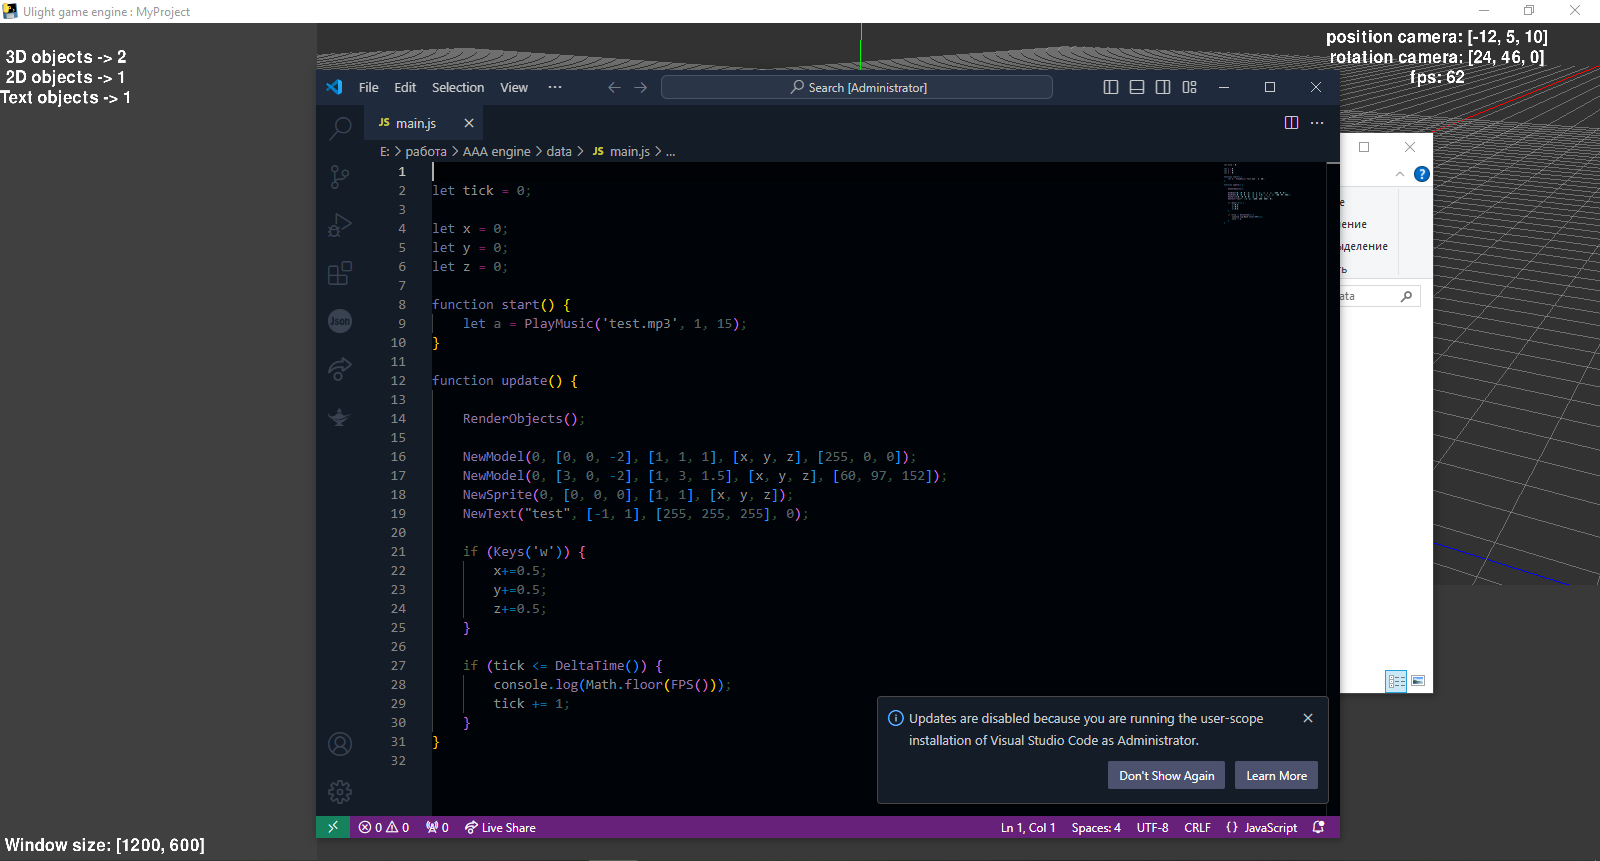 Ulight game engine : MyProject
3D objects -> 2
2D objects -> 1
Text objects -> 1
position camera: [-12, 5, 10]
rotation camera: [24, 46, 0]
fps: 62
File Edit Selection View ...
Search [Administrator]
JS main.js
E: > работа > AAA engine > data > JS main.js > ...
1
2 let tick = 0;
3
4 let x = 0;
5 let y = 0;
6 let z = 0;
7
8 function start() {
9 let a = PlayMusic('test.mp3', 1, 15);
10 }
11
12 function update() {
13
14 RenderObjects();
15
16 NewModel(0, [0, 0, -2], [1, 1, 1], [x, y, z], [255, 0, 0]);
17 NewModel(0, [3, 0, -2], [1, 3, 1.5], [x, y, z], [60, 97, 152]);
18 NewSprite(0, [0, 0, 0], [1, 1], [x, y, z]);
19 NewText("test", [-1, 1], [255, 255, 255], 0);
20
21 if (Keys('w')) {
22 x+=0.5;
23 y+=0.5;
24 z+=0.5;
25 }
26
27 if (tick <= DeltaTime()) {
28 console.log(Math.floor(FPS()));
29 tick += 1;
30 }
31 }
32
Json
е
ение
ыделение
ть
ata
Updates are disabled because you are running the user-scope
installation of Visual Studio Code as Administrator.
Don't Show Again
Learn More
0 0 0 Live Share
Ln 1, Col 1 Spaces: 4 UTF-8 CRLF {} JavaScript
Window size: [1200, 600]